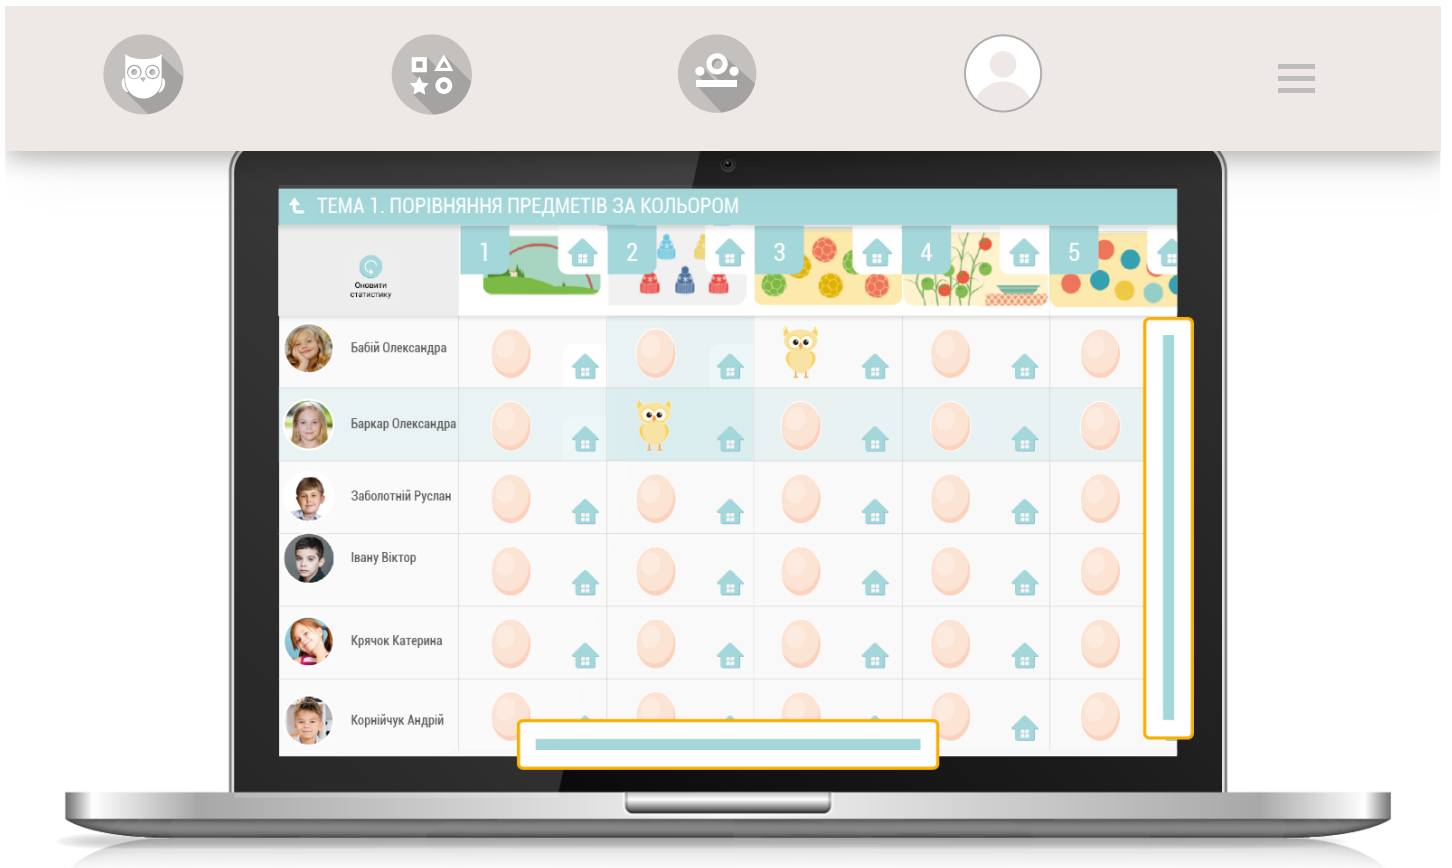 ТЕМА 1. ПОРІВНЯННЯ ПРЕДМЕТІВ ЗА КОЛЬОРОМ
Оновити
статистику
1 2 3 4 5
Бабій Олександра
Баркар Олександра
Заболотній Руслан
Івану Віктор
Крячок Катерина
Корнійчук Андрій